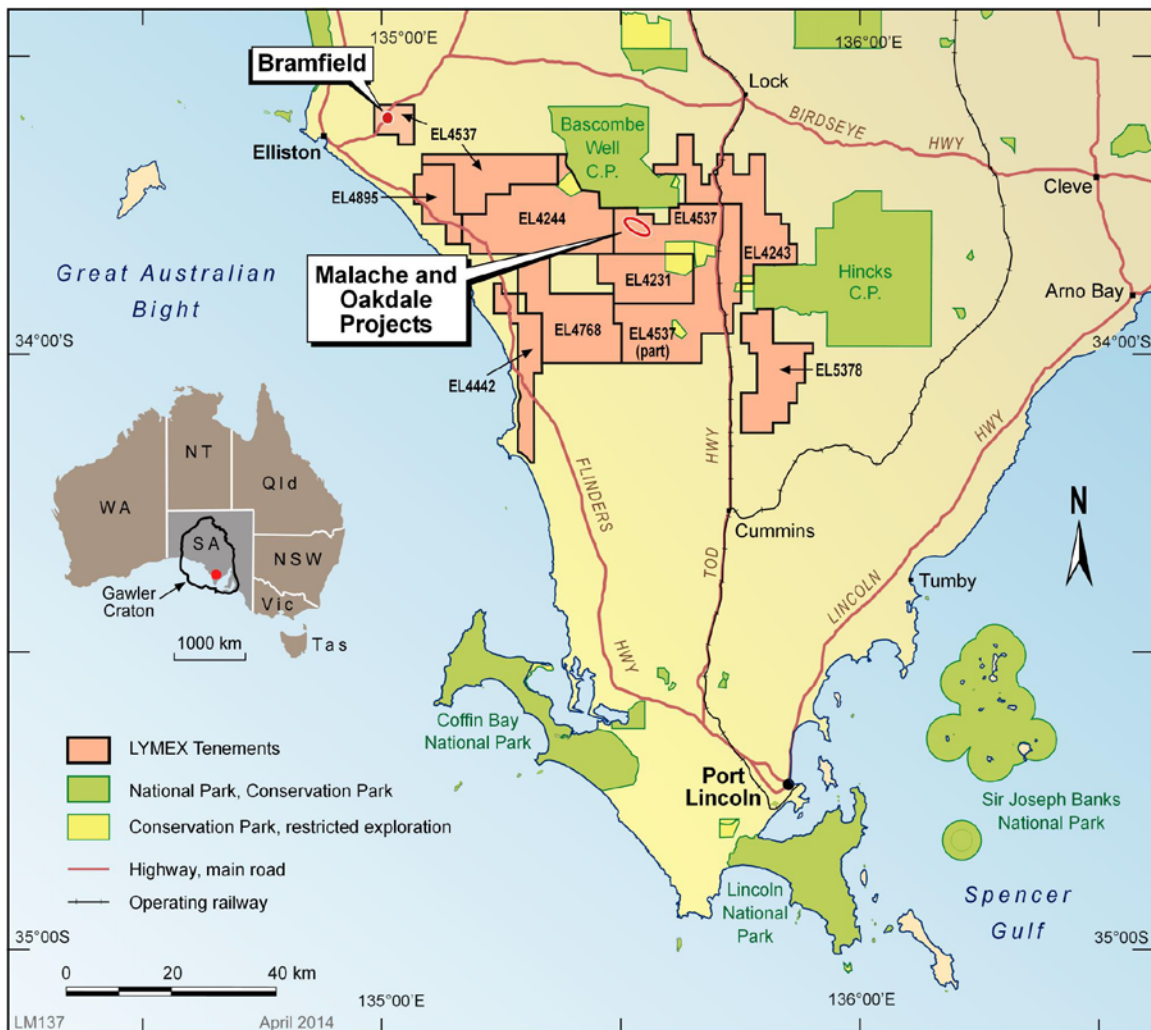 135°00'E
136°00'E
Bramfield
Lock
EL4537
Bascombe
Well
C.P.
BIRDSEYE
HWY
Elliston
Cleve
EL4895
EL4244
EL4537
EL4243
Great Australian
Bight
Malache and
Oakdale
Projects
EL4231
Hincks
C.P.
Arno Bay
EL4768
EL4537
(part)
34°00'S
34°00'S
EL4442
EL5378
HWY
HWY
FLINDERS
N
NT
Qld
WA
SA
NSW
Vic
Tas
Gawler
Craton
1000 km
Cummins
TOD
LINCOLN
Tumby
HWY
Coffin Bay
National Park
LYMEX Tenements
National Park, Conservation Park
Conservation Park, restricted exploration
Highway, main road
Operating railway
Port
Lincoln
Sir Joseph Banks
National Park
Lincoln
National
Park
Spencer
Gulf
35°00'S
35°00'S
0 20 40 km
135°00'E
136°00'E
LM137
April 2014